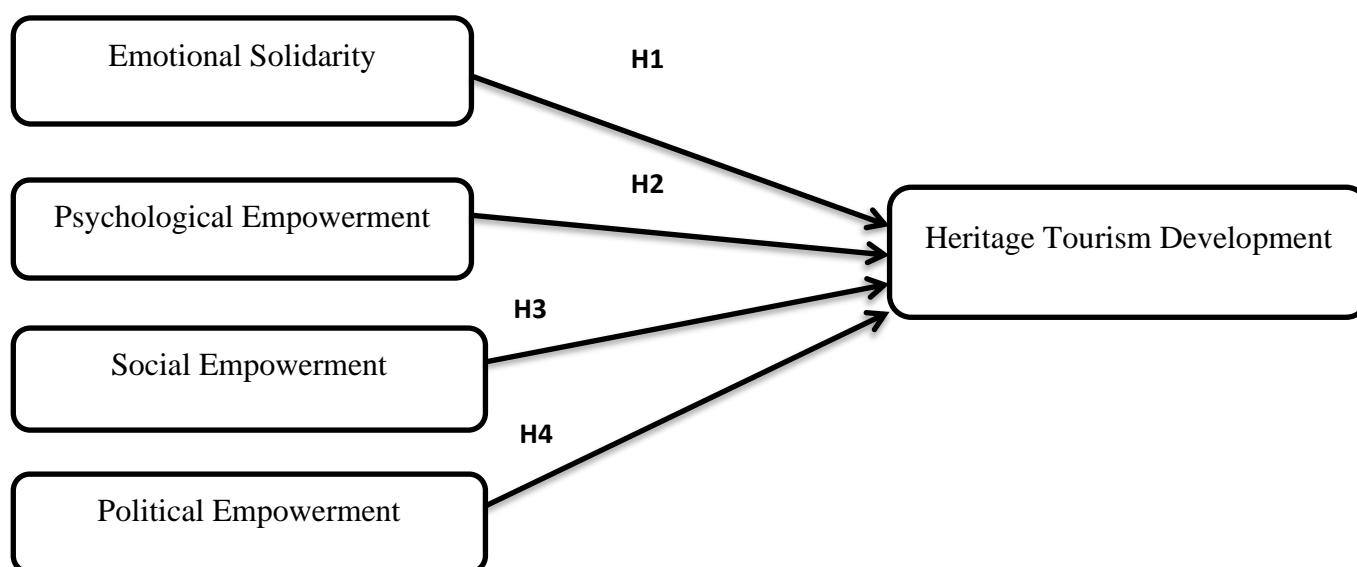 Emotional Solidarity
H1
Psychological Empowerment
H2
Heritage Tourism Development
H3
Social Empowerment
H4
Political Empowerment